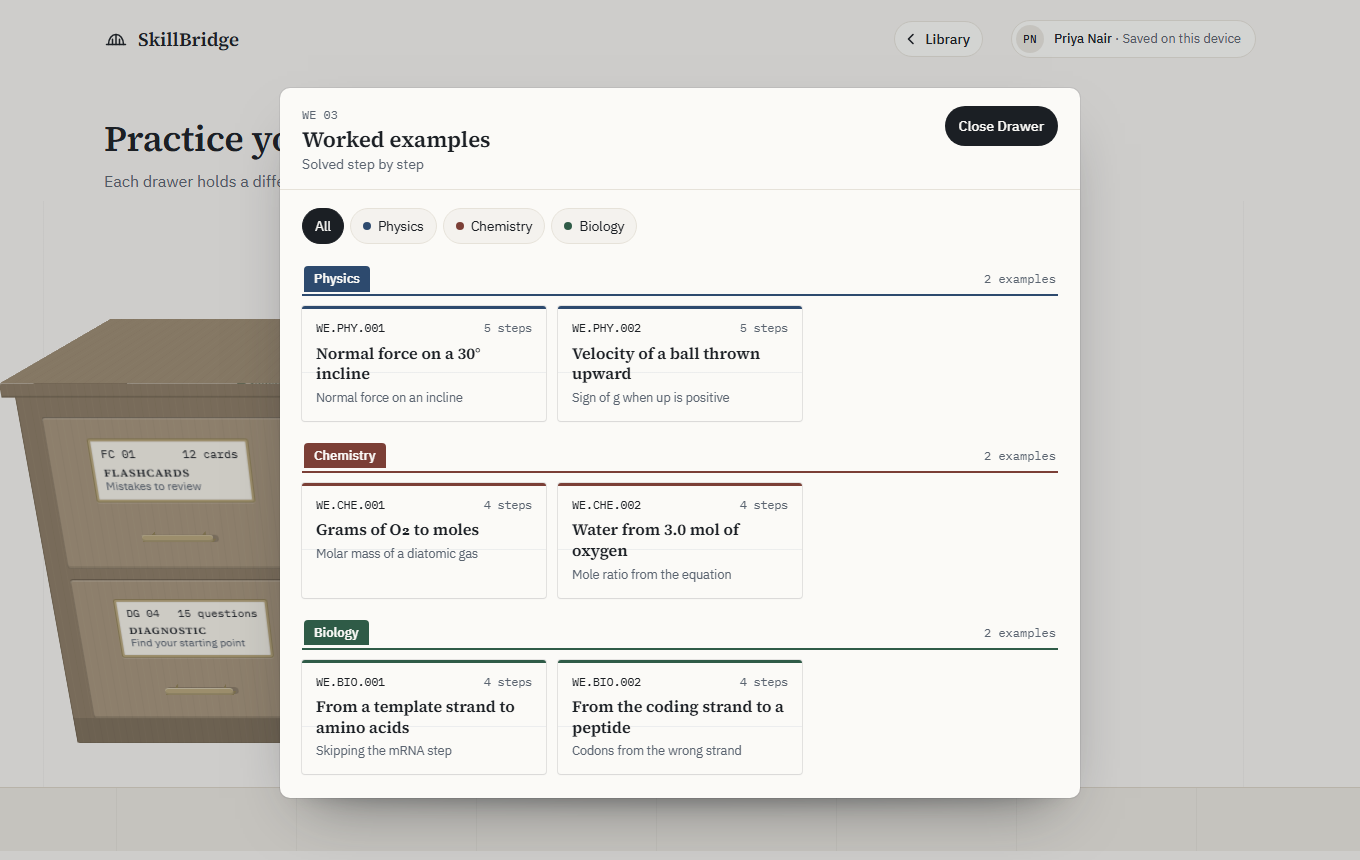 SkillBridge
Library
PN Priya Nair · Saved on this device
Practice
Each drawer holds a
WE 03
Worked examples
Solved step by step
Close Drawer
All Physics Chemistry Biology
Physics 2 examples
WE.PHY.001 5 steps
Normal force on a 30°
incline
Normal force on an incline
WE.PHY.002 5 steps
Velocity of a ball thrown
upward
Sign of g when up is positive
Chemistry 2 examples
WE.CHE.001 4 steps
Grams of O₂ to moles
Molar mass of a diatomic gas
WE.CHE.002 4 steps
Water from 3.0 mol of
oxygen
Mole ratio from the equation
Biology 2 examples
WE.BIO.001 4 steps
From a template strand to
amino acids
Skipping the mRNA step
WE.BIO.002 4 steps
From the coding strand to a
peptide
Codons from the wrong strand
FC 01 12 cards
FLASHCARDS
Mistakes to review
DG 04 15 questions
DIAGNOSTIC
Find your starting point